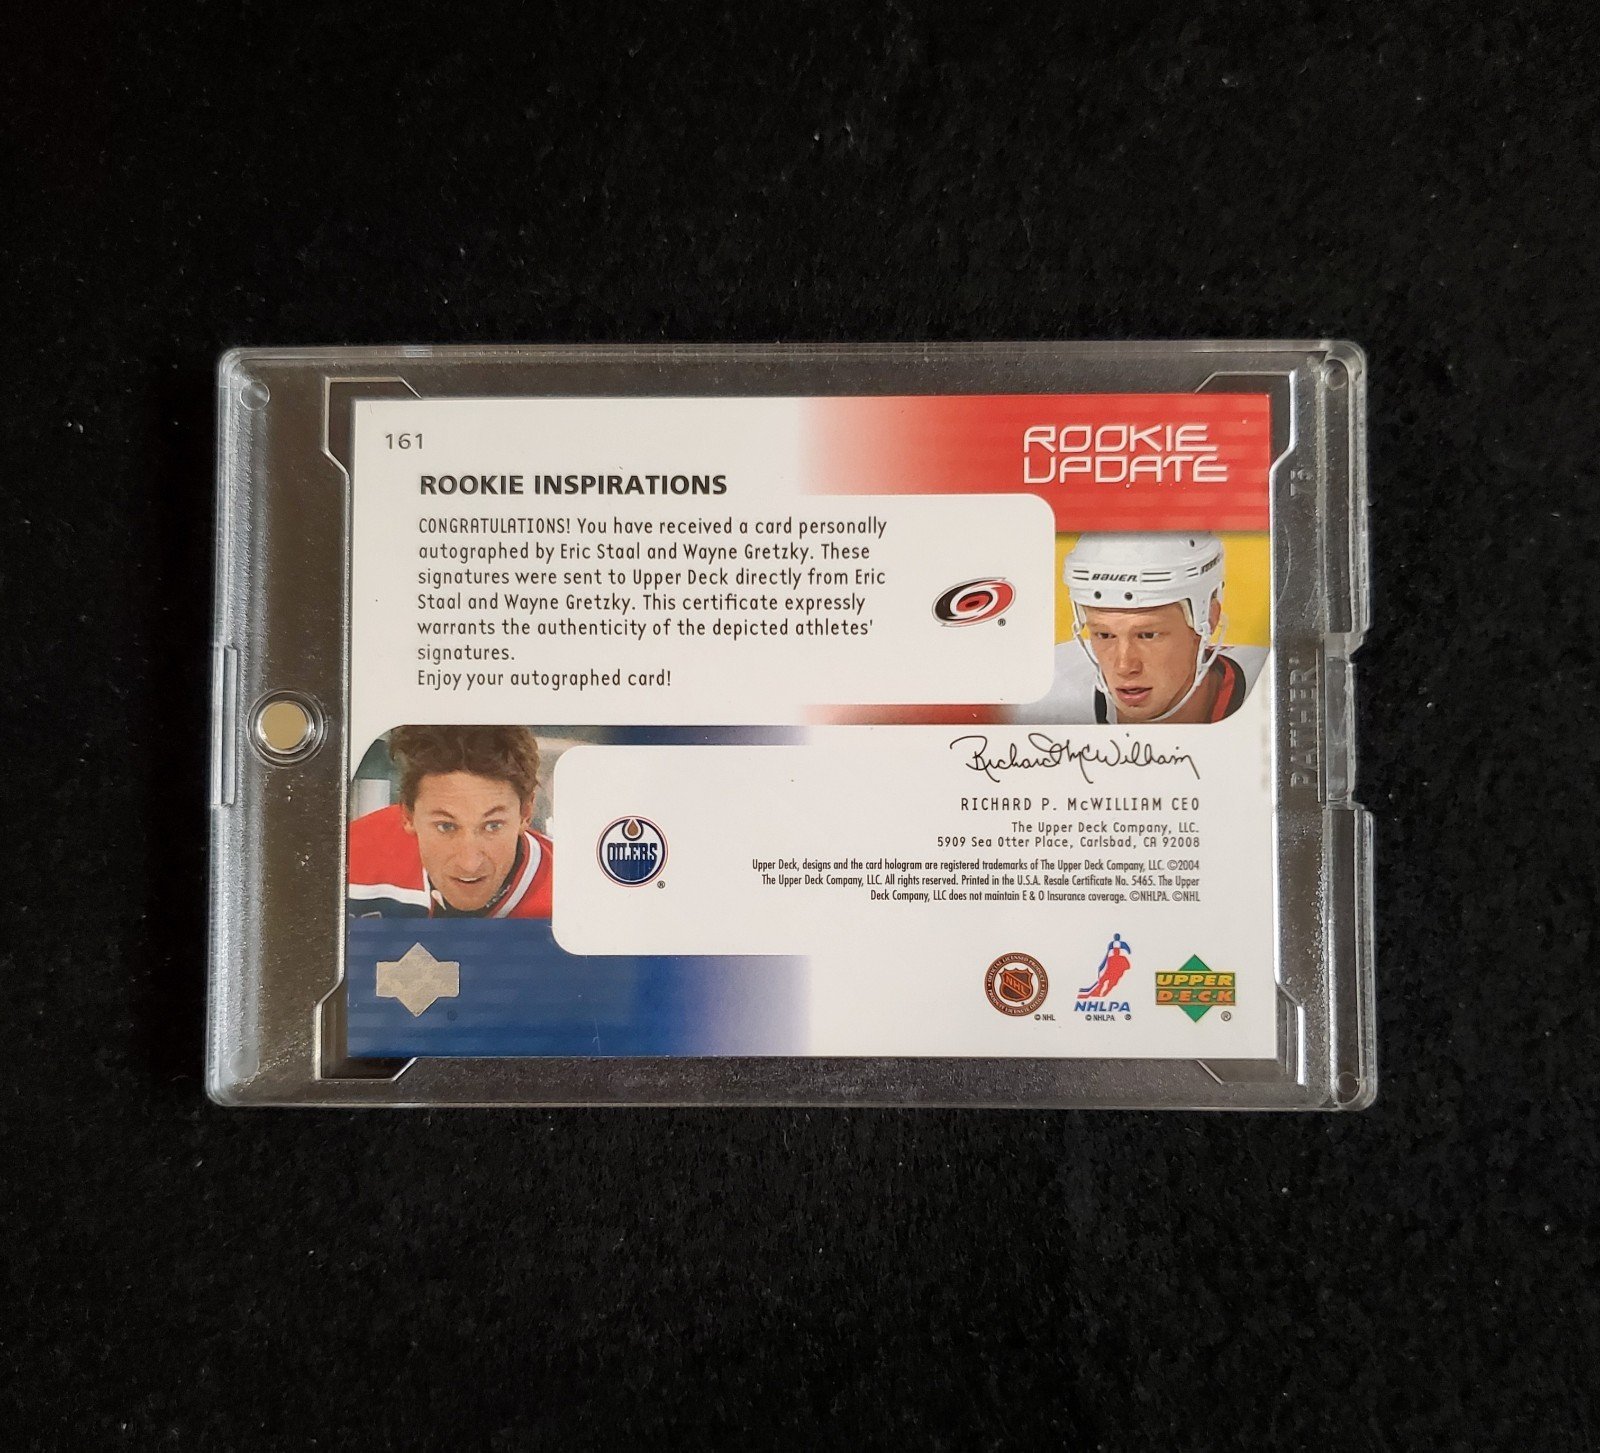 161
ROOKIE UPDATE
ROOKIE INSPIRATIONS
CONGRATULATIONS! You have received a card personally
autographed by Eric Staal and Wayne Gretzky. These
signatures were sent to Upper Deck directly from Eric
Staal and Wayne Gretzky. This certificate expressly
warrants the authenticity of the depicted athletes'
signatures.
Enjoy your autographed card!
BAUER
Richard McWilliam
RICHARD P. McWILLIAM CEO
The Upper Deck Company, LLC.
5909 Sea Otter Place, Carlsbad, CA 92008
OILERS
Upper Deck, designs and the card hologram are registered trademarks of The Upper Deck Company, LLC. ©2004
The Upper Deck Company, LLC. All rights reserved. Printed in the U.S.A. Resale Certificate No. 5465. The Upper
Deck Company, LLC does not maintain E & O Insurance coverage. ©NHLPA. ©NHL
NHL
©NHL
NHLPA
©NHLPA ®
UPPER
DECK
®